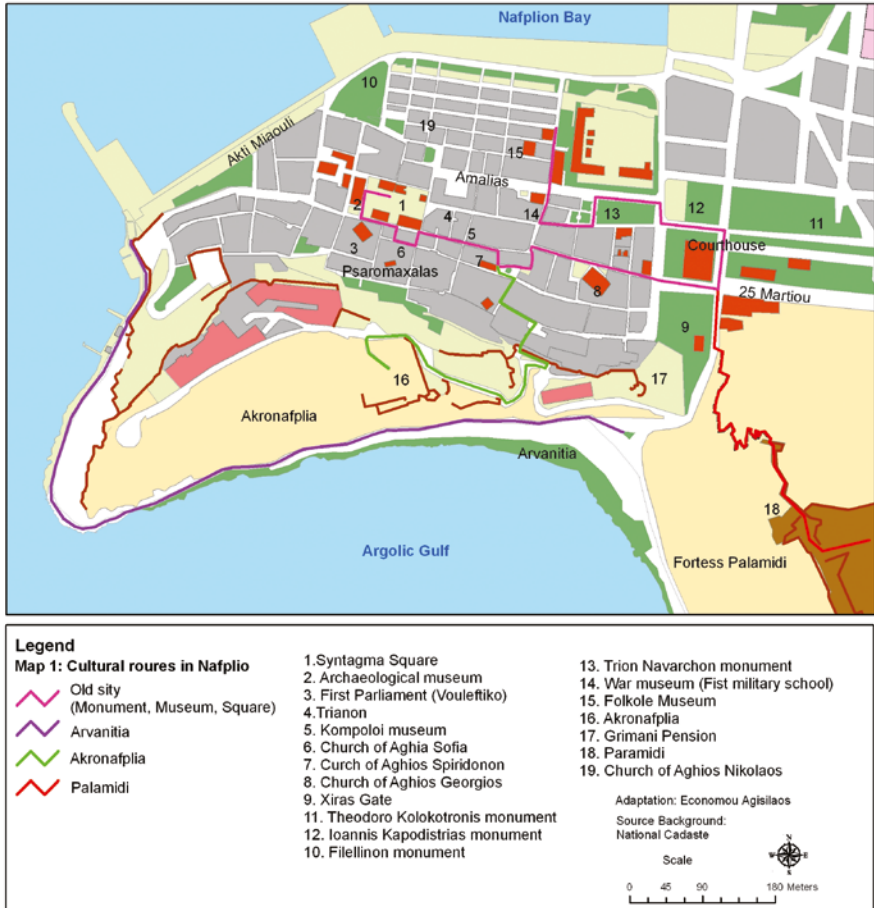 Nafplion Bay
10
Akti Miaouli
19
15
Amalias
2
1
4
14
13
12
11
3
6
5
Courthouse
Psaromaxalas
7
8
25 Martiou
9
16
17
Akronafplia
Arvanitia
18
Argolic Gulf
Fortess Palamidi
Legend
Map 1: Cultural roures in Nafplio
Old sity
(Monument, Museum, Square)
Arvanitia
Akronafplia
Palamidi
1.Syntagma Square
2. Archaeological museum
3. First Parliament (Vouleftiko)
4.Trianon
5. Kompoloi museum
6. Church of Aghia Sofia
7. Curch of Aghios Spiridonon
8. Church of Aghios Georgios
9. Xiras Gate
11. Theodoro Kolokotronis monument
12. Ioannis Kapodistrias monument
10. Filellinon monument
13. Trion Navarchon monument
14. War museum (Fist military school)
15. Folkole Museum
16. Akronafplia
17. Grimani Pension
18. Paramidi
19. Church of Aghios Nikolaos
Adaptation: Economou Agisilaos
Source Background:
National Cadaste
Scale
N
W E
S
0 45 90 180 Meters